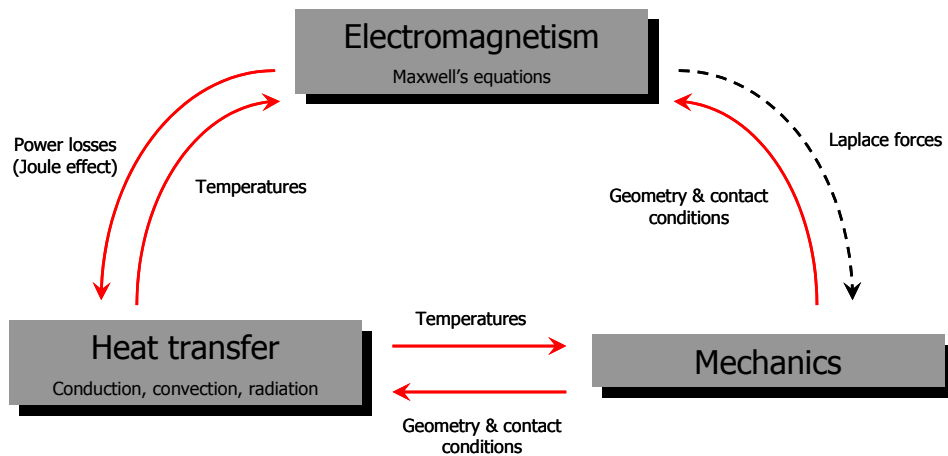 Electromagnetism
Maxwell's equations
Power losses
(Joule effect)
Temperatures
Laplace forces
Geometry & contact
conditions
Heat transfer
Conduction, convection, radiation
Temperatures
Mechanics
Geometry & contact
conditions